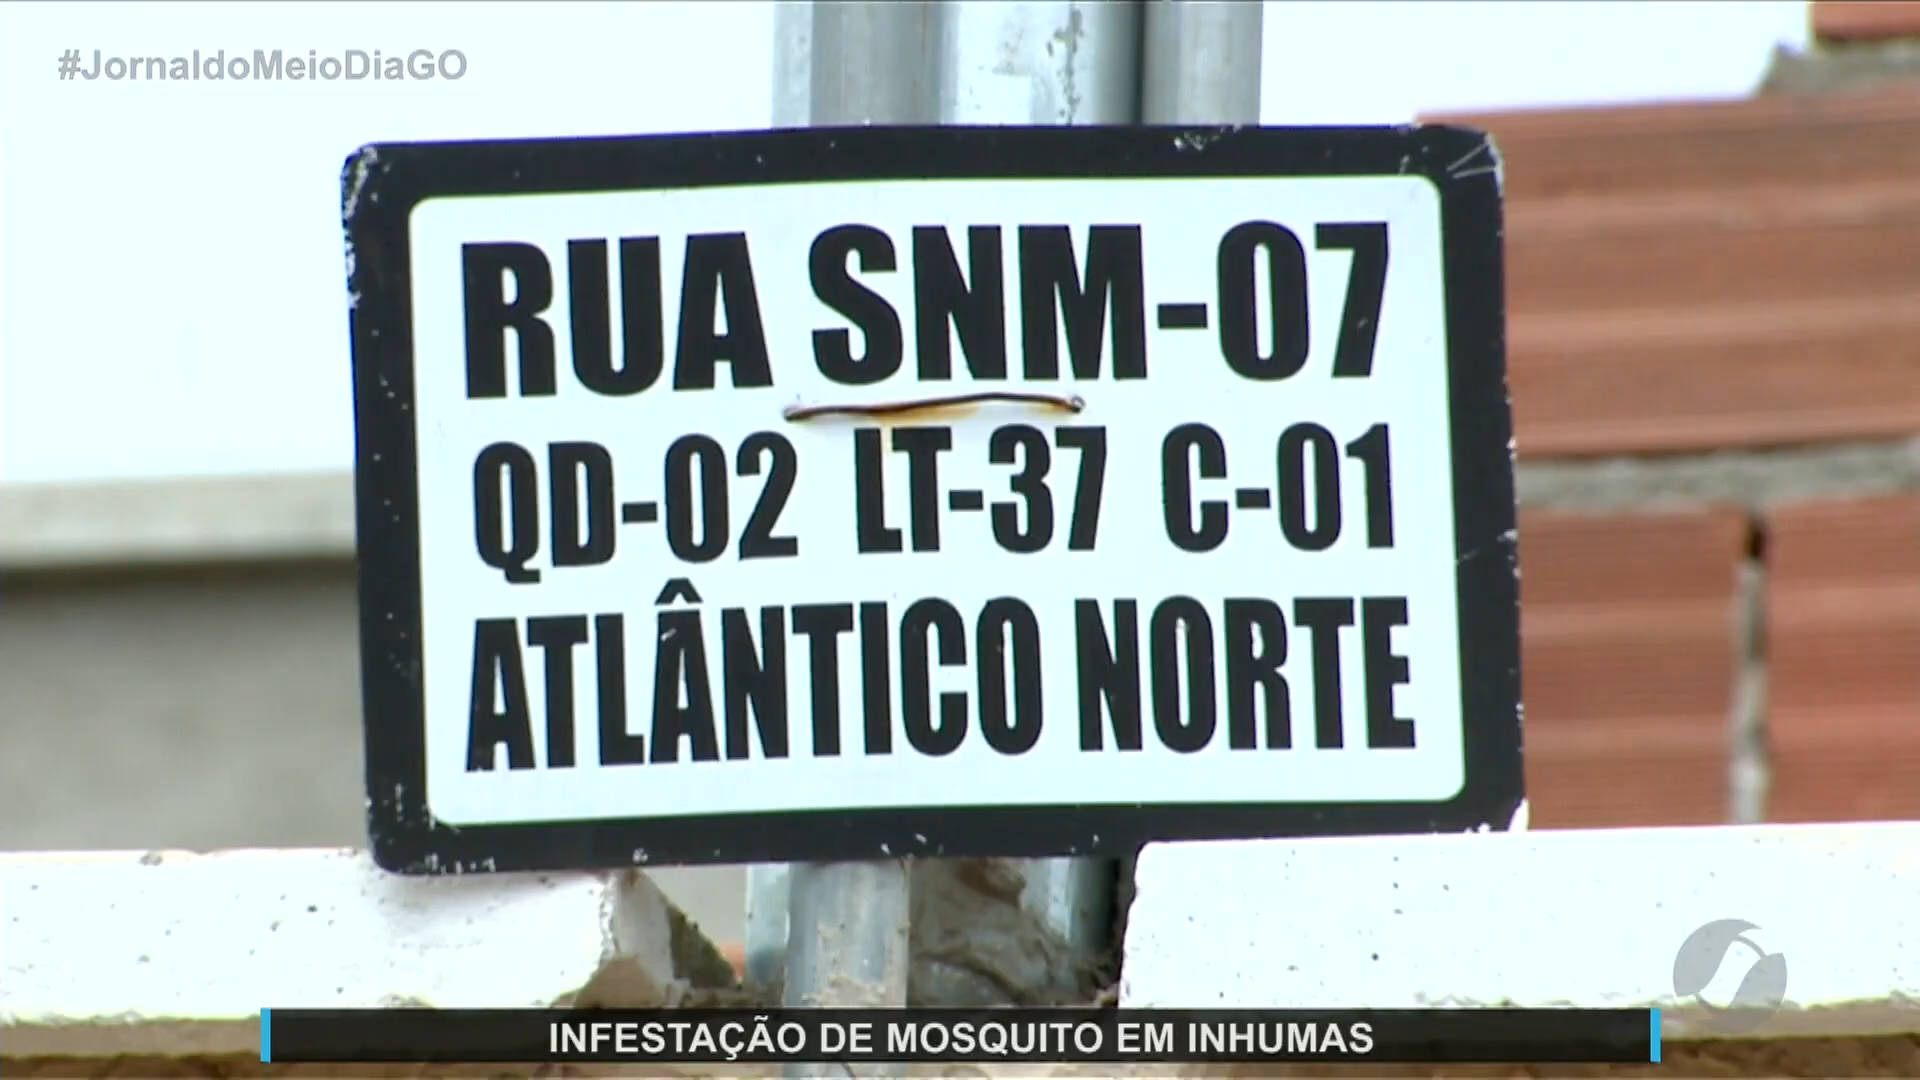 #JornaldoMeioDiaGO
RUA SNM-07
QD-02 LT-37 C-01
ATLÂNTICO NORTE
INFESTAÇÃO DE MOSQUITO EM INHUMAS